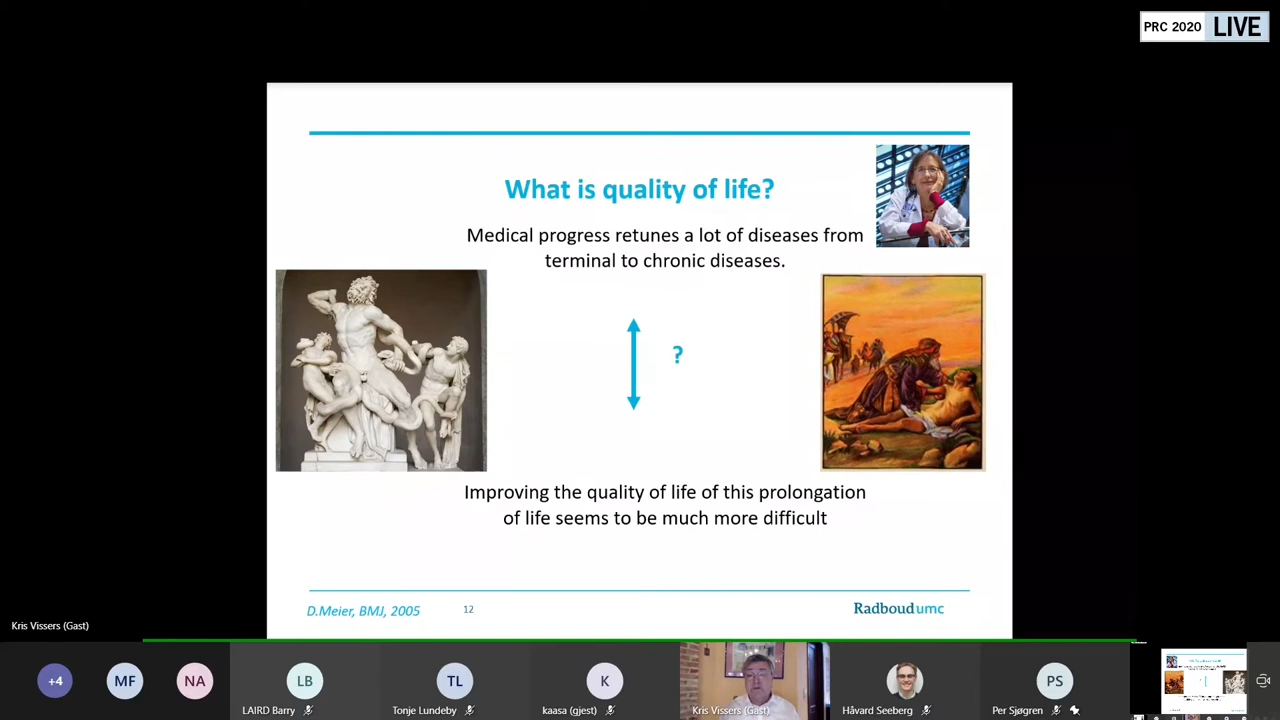 PRC 2020 LIVE
What is quality of life?
Medical progress retunes a lot of diseases from
terminal to chronic diseases.
?
Improving the quality of life of this prolongation
of life seems to be much more difficult
D.Meier, BMJ, 2005
12
Radboudumc
Kris Vissers (Gast)
+4
MF
NA
LB
LAIRD Barry
TL
Tonje Lundeby
K
kaasa (gjest)
Kris Vissers (Gast)
Håvard Seeberg
PS
Per Sjøgren